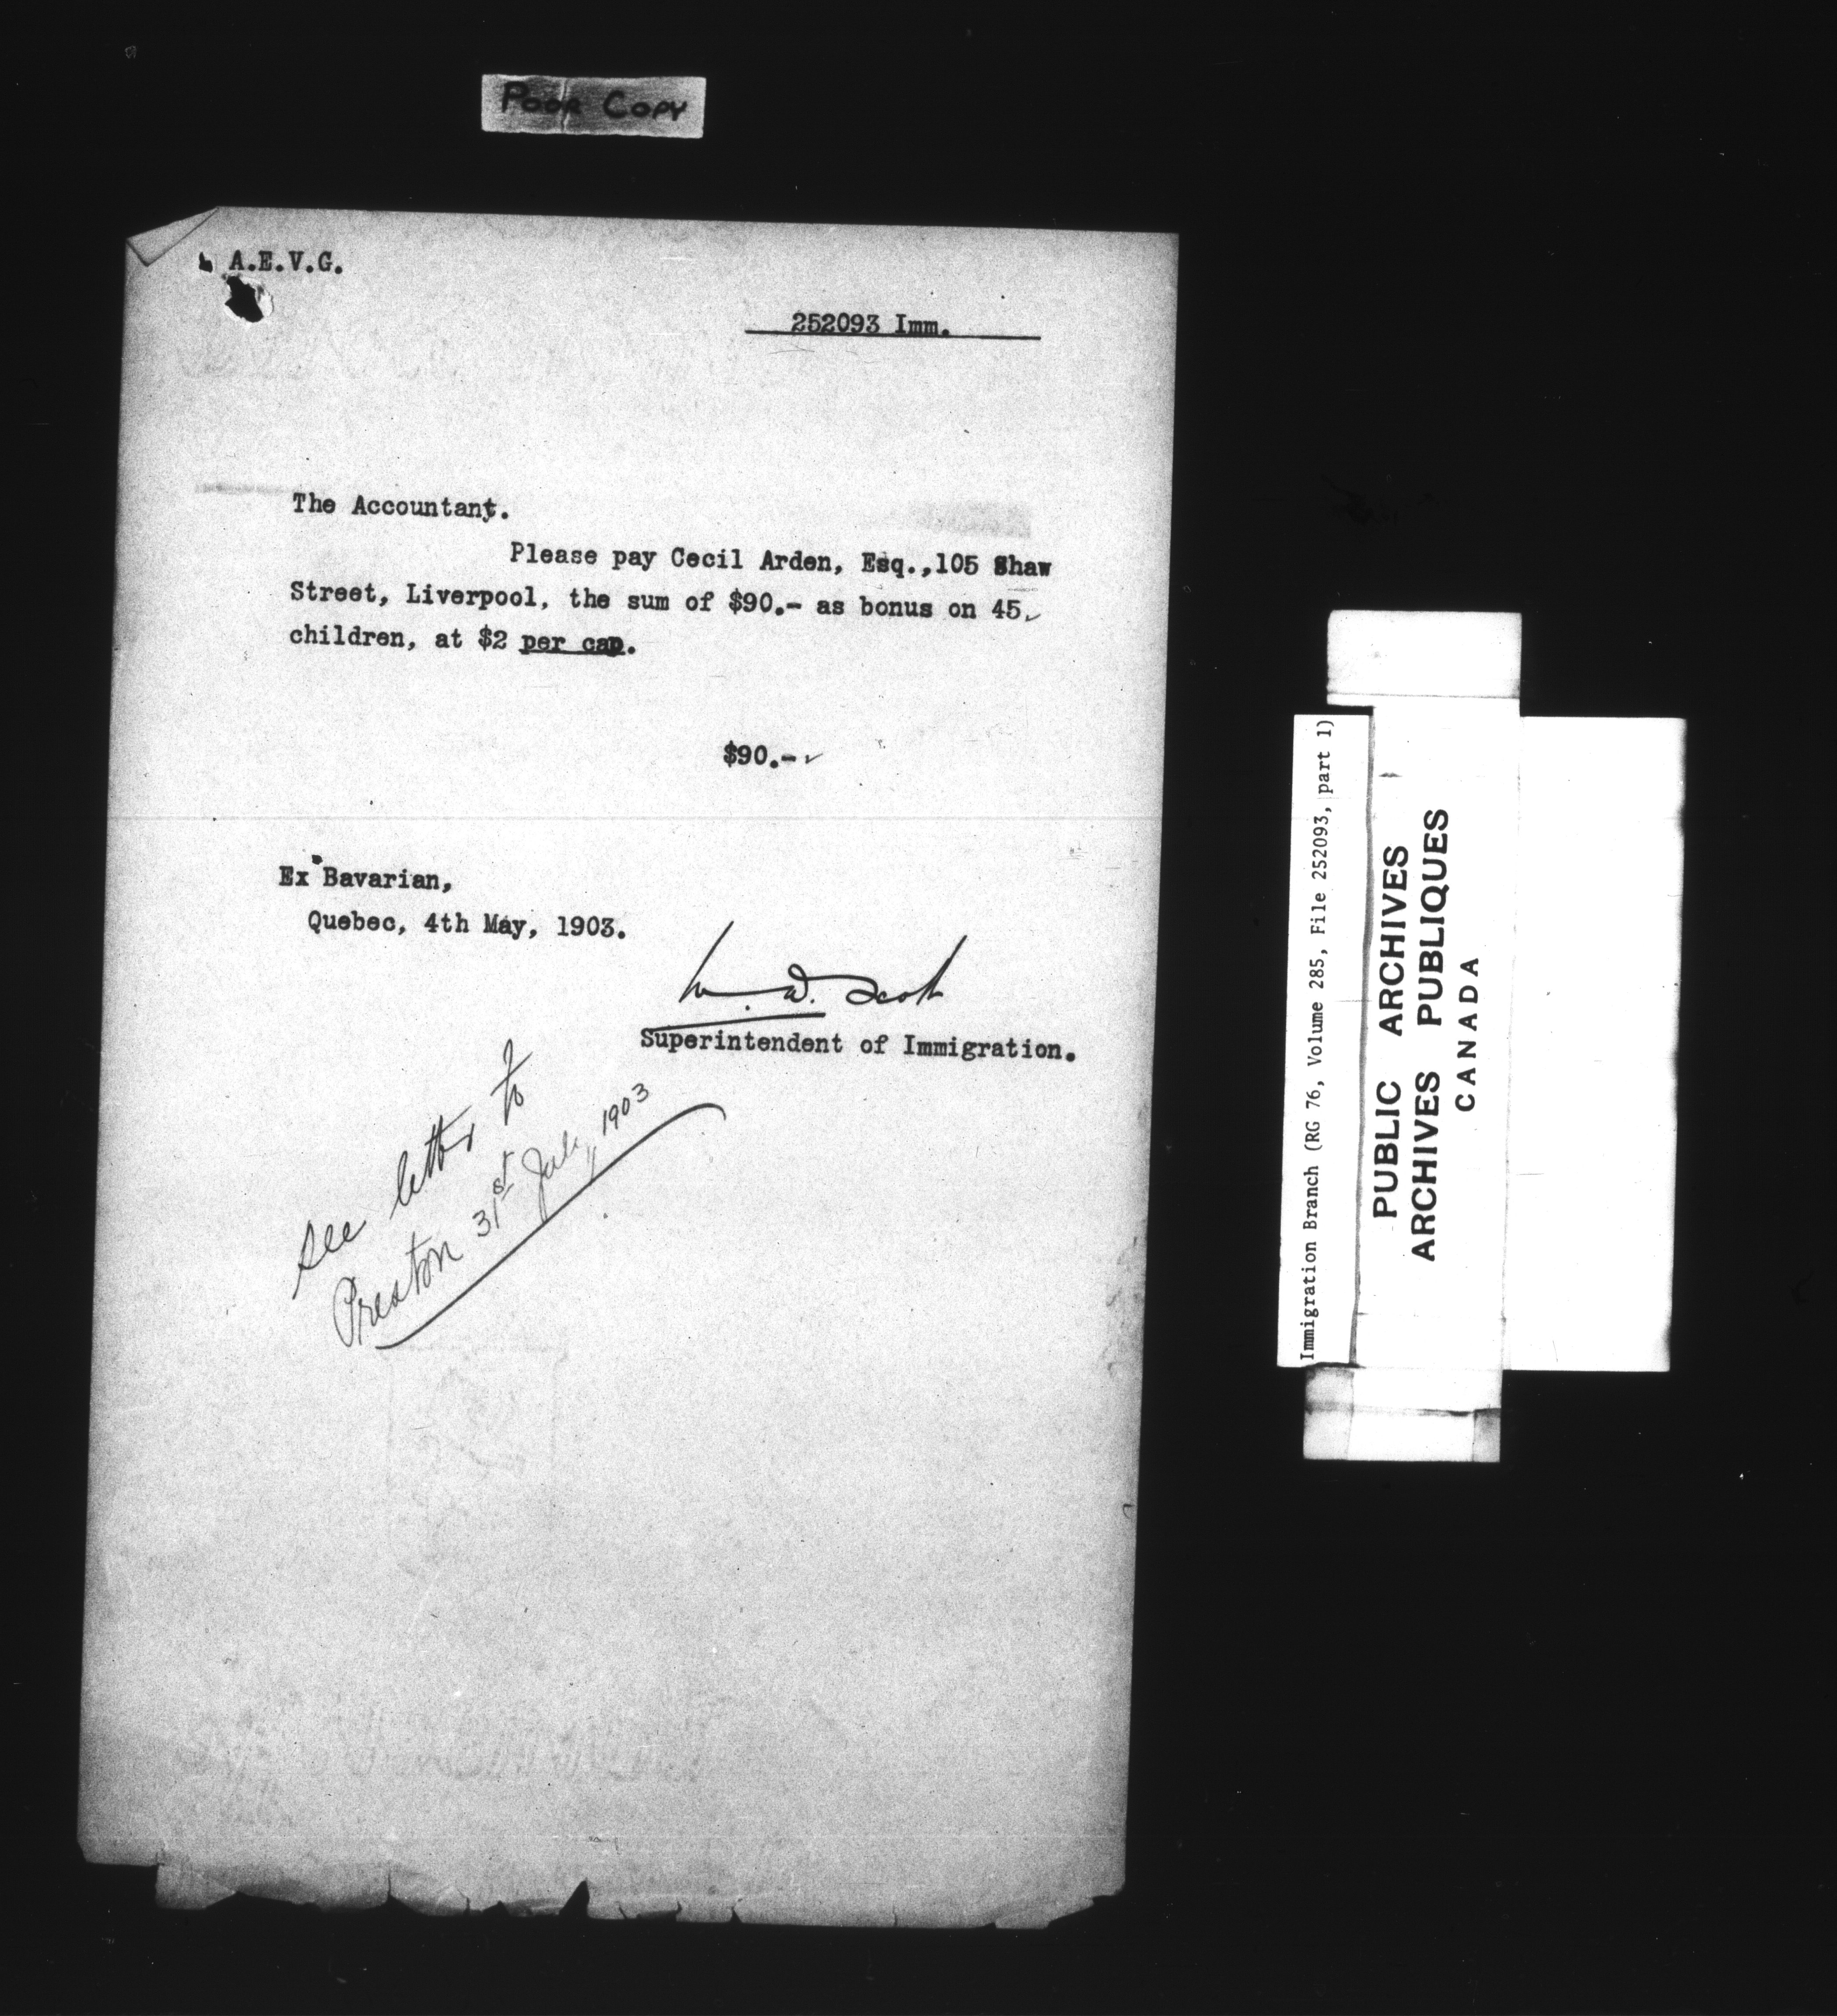 Poor Copy
A.E.V.G.
252093 Imm.
The Accountant.
Please pay Cecil Arden, Esq.,105 Shaw
Street, Liverpool, the sum of $90.- as bonus on 45
children, at $2 per cap.
$90.-
Ex Bavarian,
Quebec, 4th May, 1903.
W. D. Scott
Superintendent of Immigration.
See letter to
Preston 31st July 1903
Immigration Branch (RG 76, Volume 285, File 252093, part 1)
PUBLIC ARCHIVES
ARCHIVES PUBLIQUES
CANADA